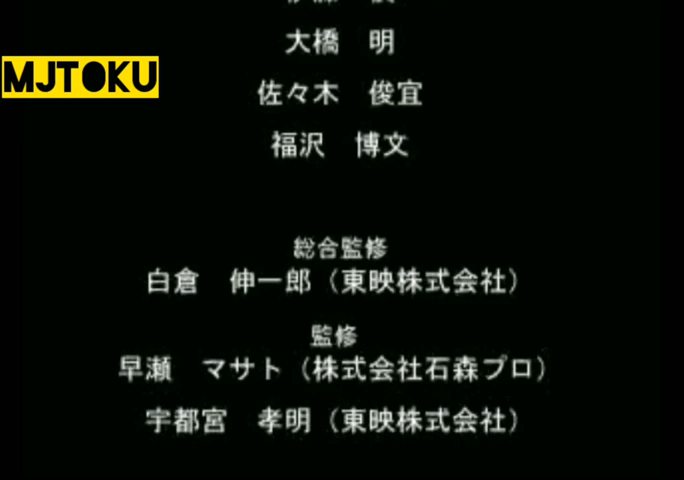 大橋　明
MJTOKU
佐々木　俊宜
福沢　博文
総合監修
白倉　伸一郎（東映株式会社）
監修
早瀬　マサト（株式会社石森プロ）
宇都宮　孝明（東映株式会社）